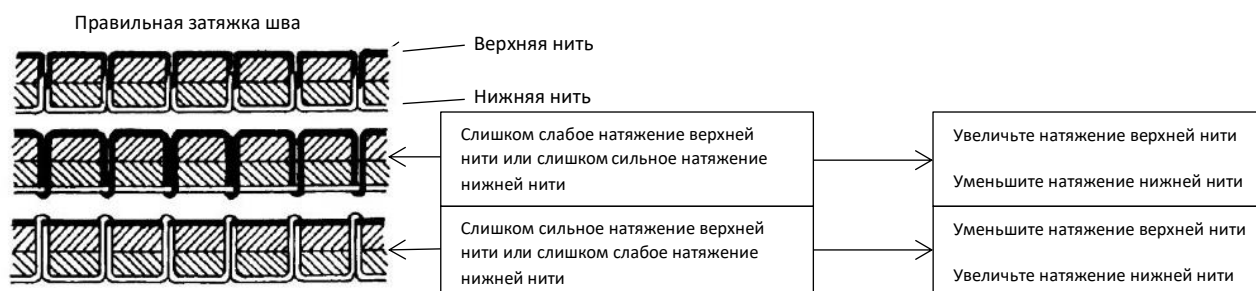 Правильная затяжка шва
Верхняя нить
Нижняя нить
Слишком слабое натяжение верхней
нити или слишком сильное натяжение
нижней нити
Увеличьте натяжение верхней нити
Уменьшите натяжение нижней нити
Слишком сильное натяжение верхней
нити или слишком слабое натяжение
нижней нити
Уменьшите натяжение верхней нити
Увеличьте натяжение нижней нити